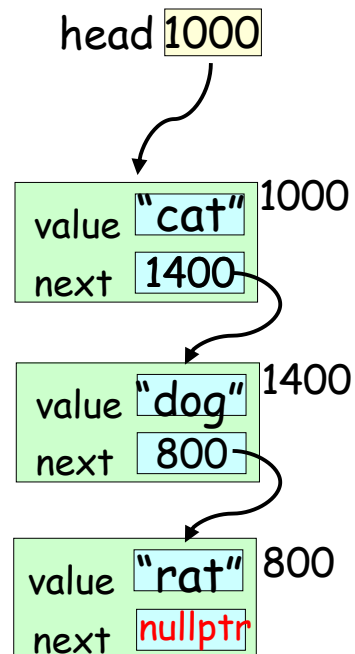 head 1000
1000
value "cat"
next 1400
1400
value "dog"
next 800
800
value "rat"
next nullptr